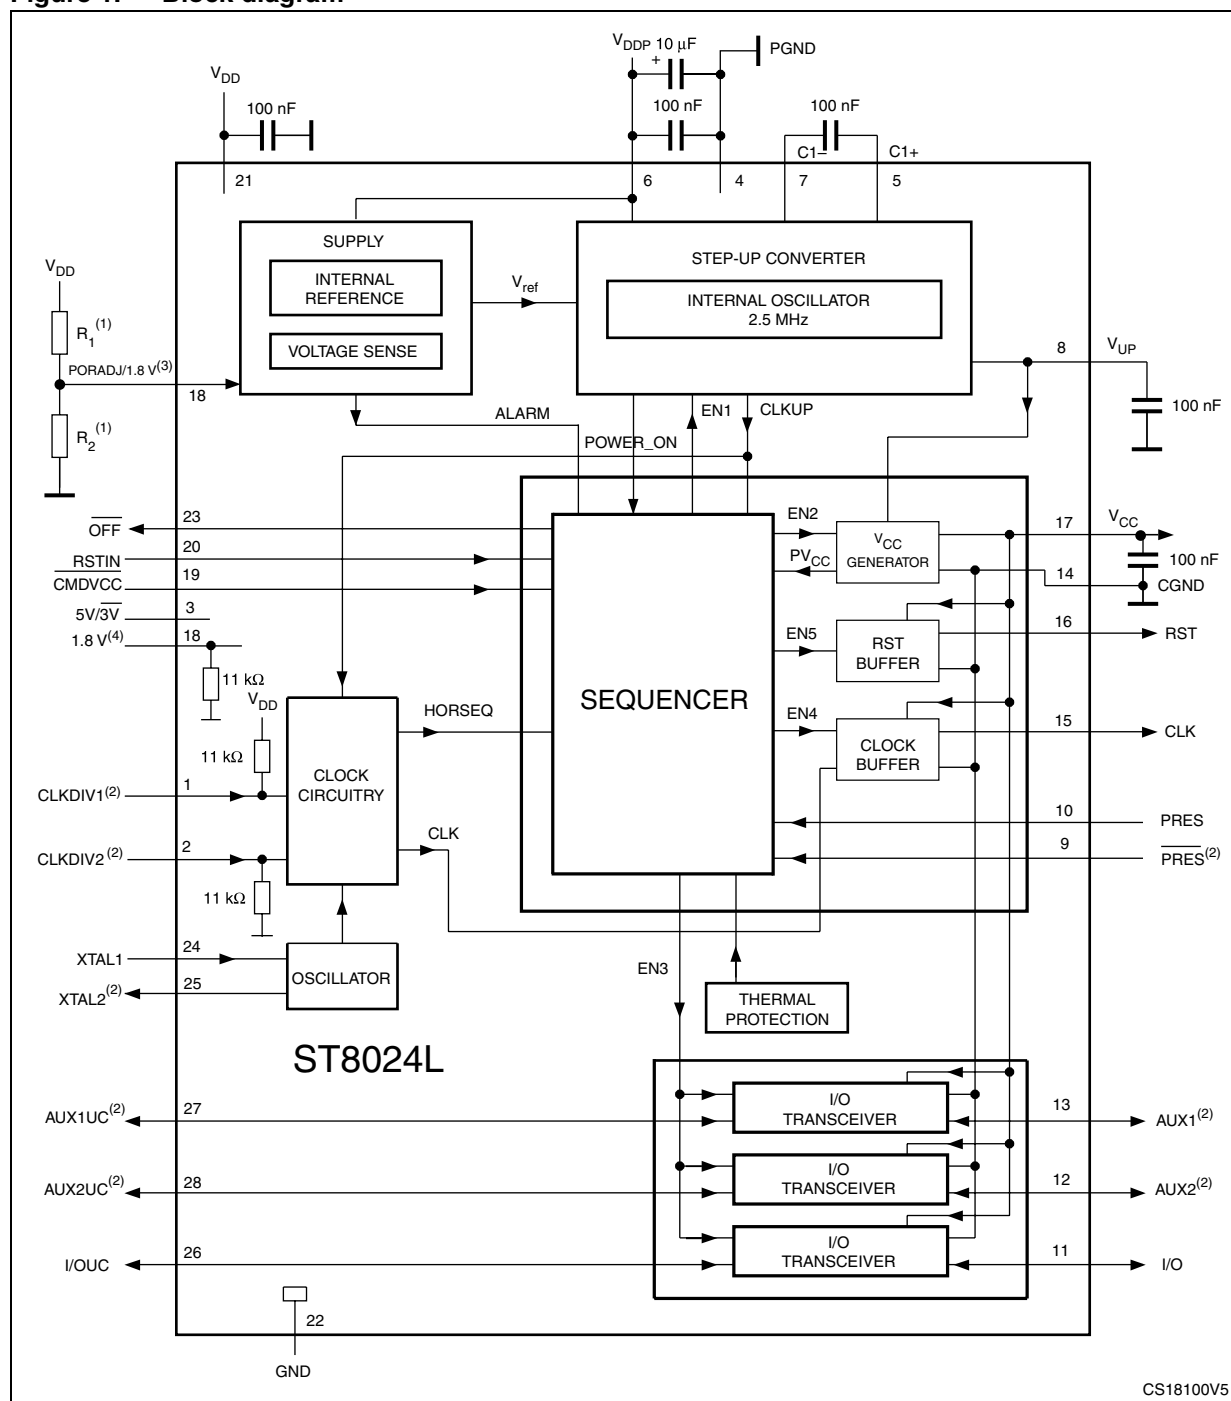 Figure 1. Block diagram
VDDP 10 μF
+
PGND
VDD
100 nF
100 nF
100 nF
C1–
C1+
21
6
4
7
5
SUPPLY
INTERNAL
REFERENCE
VOLTAGE SENSE
Vref
STEP-UP CONVERTER
INTERNAL OSCILLATOR
2.5 MHz
VDD
R1(1)
PORADJ/1.8 V(3)
18
R2(1)
8
VUP
100 nF
ALARM
EN1
CLKUP
POWER_ON
OFF
23
RSTIN
20
CMDVCC
19
5V/3V
3
1.8 V(4)
18
11 kΩ
VDD
11 kΩ
CLKDIV1(2)
1
CLKDIV2(2)
2
11 kΩ
CLOCK
CIRCUITRY
HORSEQ
CLK
SEQUENCER
EN2
PVCC
VCC
GENERATOR
17
VCC
100 nF
14
CGND
EN5
RST
BUFFER
16
RST
EN4
CLOCK
BUFFER
15
CLK
10
PRES
9
PRES(2)
XTAL1
24
XTAL2(2)
25
OSCILLATOR
EN3
THERMAL
PROTECTION
ST8024L
AUX1UC(2)
27
I/O
TRANSCEIVER
13
AUX1(2)
AUX2UC(2)
28
I/O
TRANSCEIVER
12
AUX2(2)
I/OUC
26
I/O
TRANSCEIVER
11
I/O
22
GND
CS18100V5